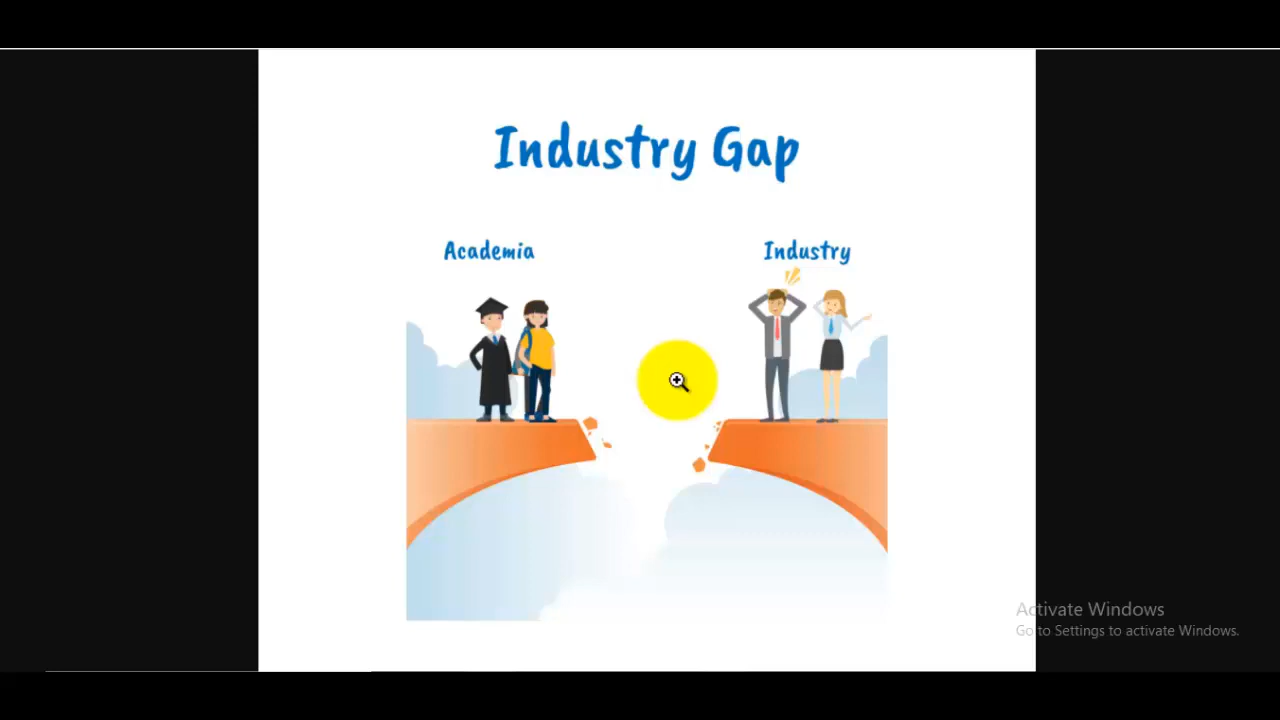 Industry Gap
Academia
Industry
Activate Windows
Go to Settings to activate Windows.